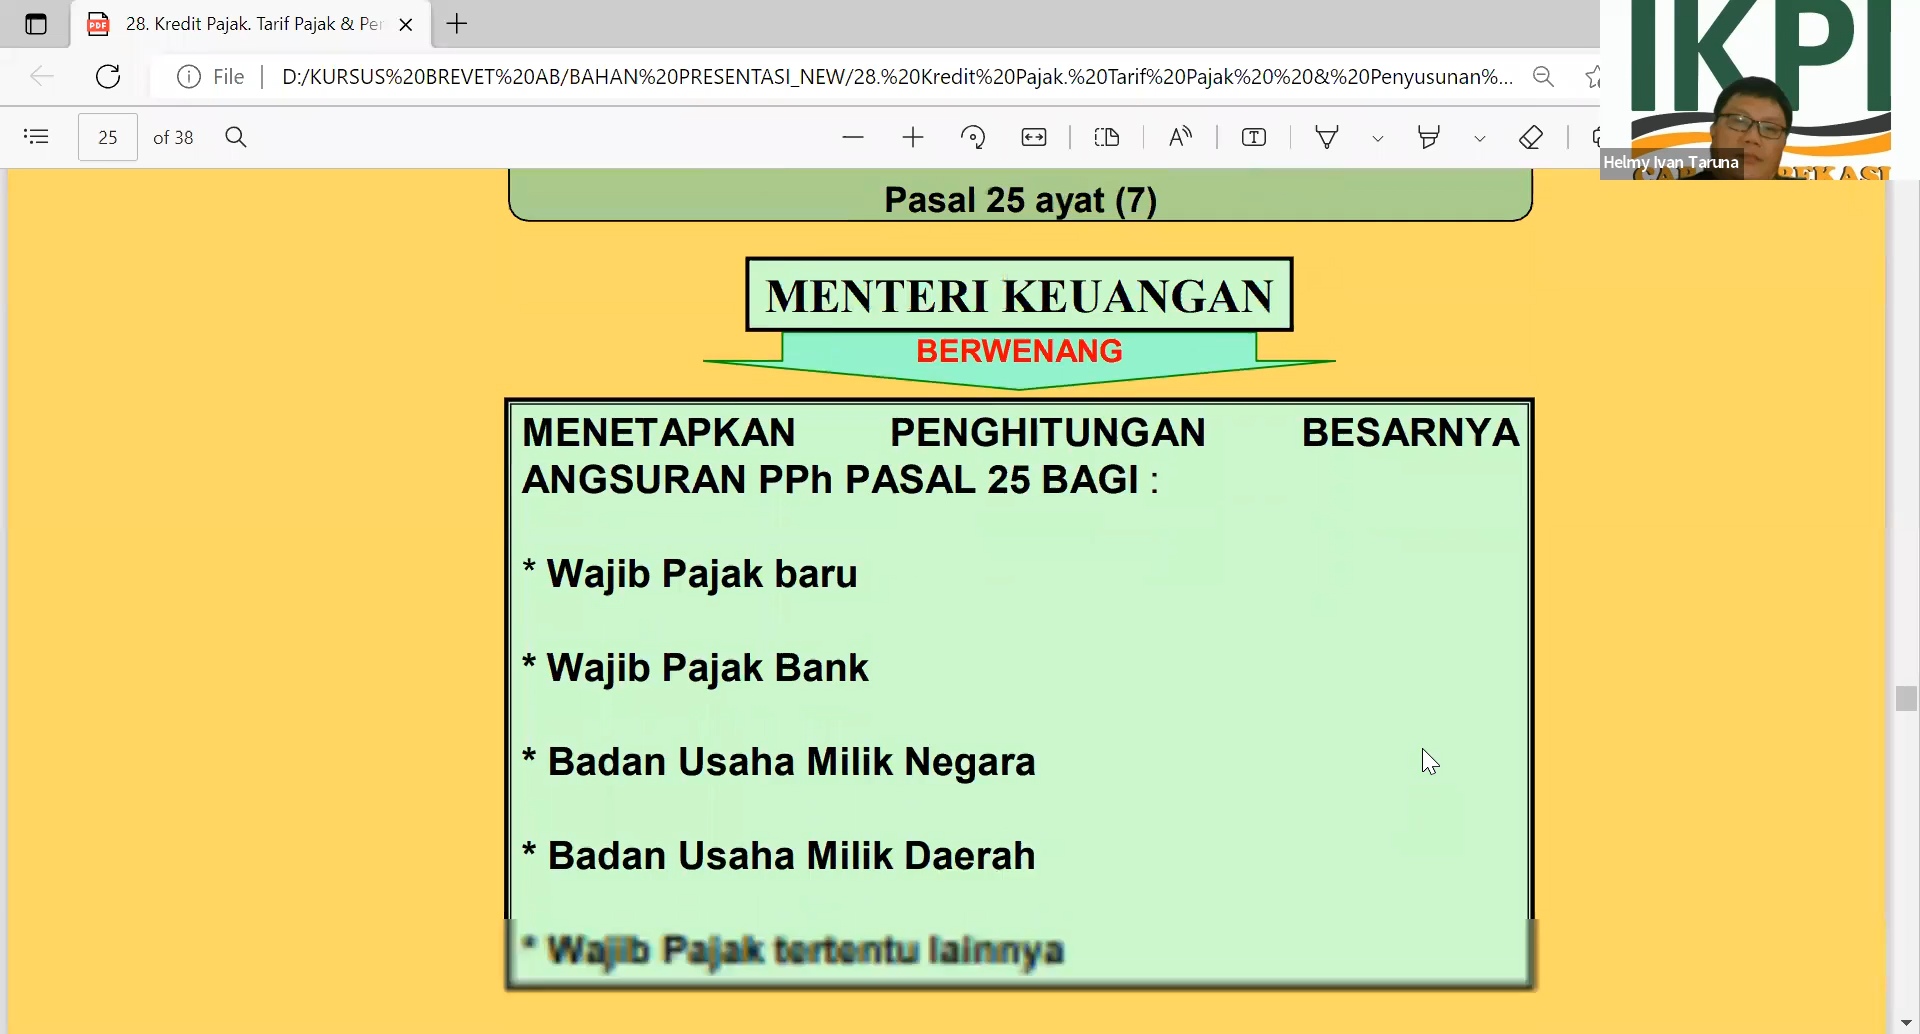 28. Kredit Pajak. Tarif Pajak & Per
File
D:/KURSUS%20BREVET%20AB/BAHAN%20PRESENTASI_NEW/28.%20Kredit%20Pajak.%20Tarif%20Pajak%20%20&%20Penyusunan%...
25 of 38
IKPI
Helmy Ivan Taruna
Pasal 25 ayat (7)
MENTERI KEUANGAN
BERWENANG
MENETAPKAN PENGHITUNGAN BESARNYA
ANGSURAN PPh PASAL 25 BAGI :
* Wajib Pajak baru
* Wajib Pajak Bank
* Badan Usaha Milik Negara
* Badan Usaha Milik Daerah
* Wajib Pajak tertentu lainnya